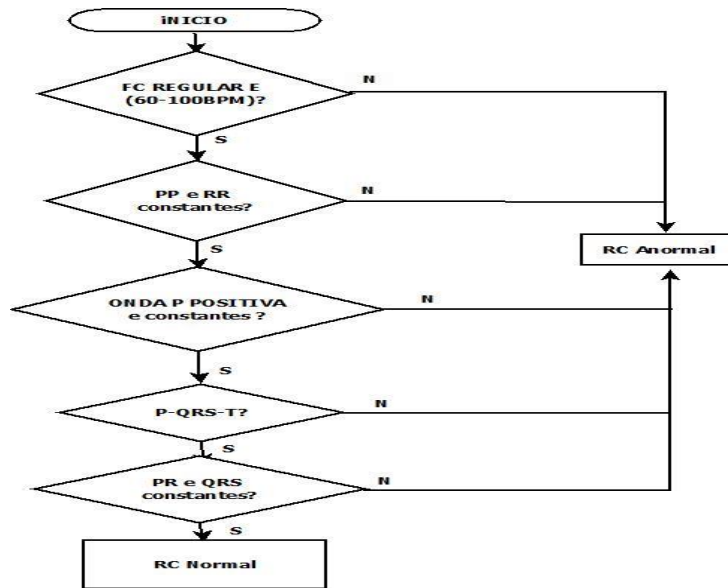 iNICIO
FC REGULAR E
(60-100BPM)?
N
S
PP e RR
constantes?
N
S
RC Anormal
ONDA P POSITIVA
e constantes ?
N
S
P-QRS-T?
N
S
PR e QRS
constantes?
N
S
RC Normal